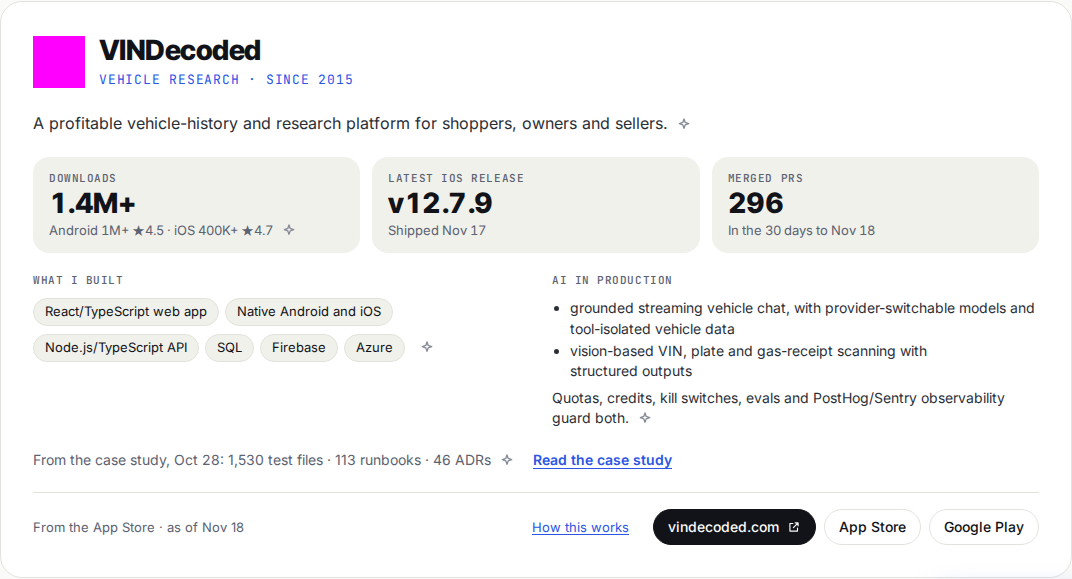 VINDecoded
VEHICLE RESEARCH · SINCE 2015
A profitable vehicle-history and research platform for shoppers, owners and sellers.
DOWNLOADS
1.4M+
Android 1M+ ★4.5 · iOS 400K+ ★4.7
LATEST IOS RELEASE
v12.7.9
Shipped Nov 17
MERGED PRS
296
In the 30 days to Nov 18
WHAT I BUILT
React/TypeScript web app
Native Android and iOS
Node.js/TypeScript API
SQL
Firebase
Azure
AI IN PRODUCTION
• grounded streaming vehicle chat, with provider-switchable models and
tool-isolated vehicle data
• vision-based VIN, plate and gas-receipt scanning with
structured outputs
Quotas, credits, kill switches, evals and PostHog/Sentry observability
guard both.
From the case study, Oct 28: 1,530 test files · 113 runbooks · 46 ADRs
Read the case study
From the App Store · as of Nov 18
How this works
vindecoded.com
App Store
Google Play